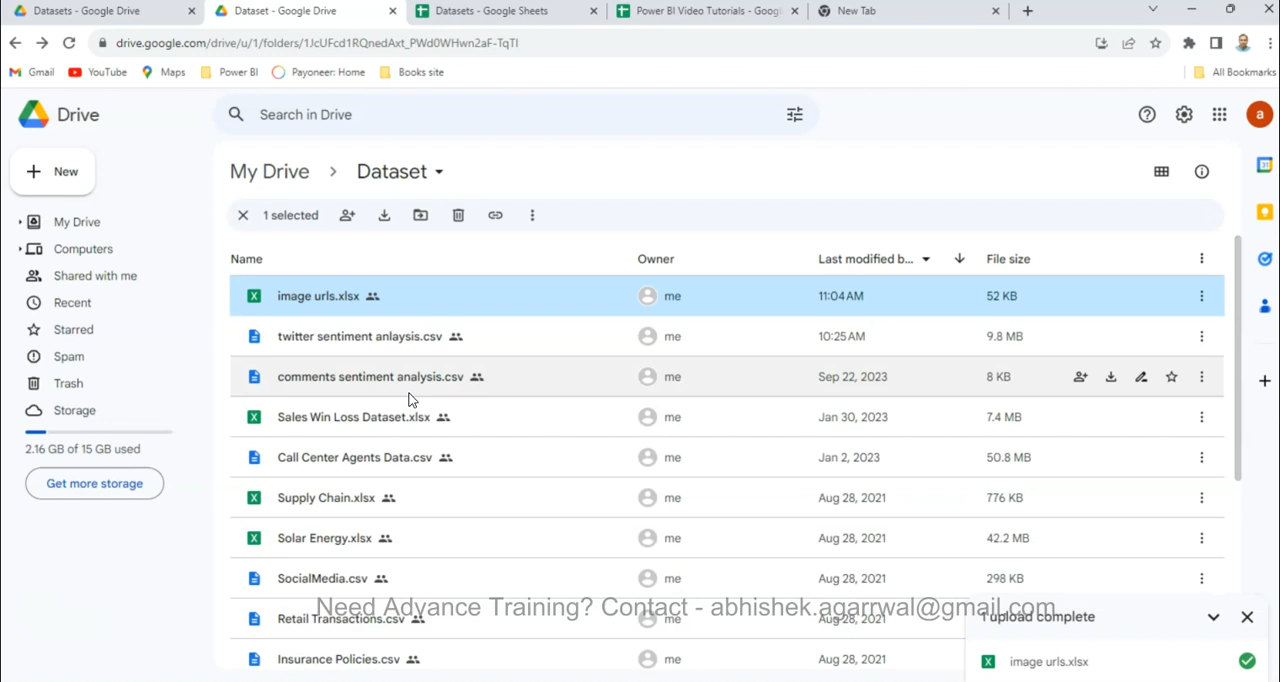 Datasets - Google Drive
Dataset - Google Drive
Datasets - Google Sheets
Power BI Video Tutorials - Goog
New Tab
drive.google.com/drive/u/1/folders/1JcUFcd1RQnedAxt_PWd0WHwn2aF-TqTI
Gmail
YouTube
Maps
Power BI
Payoneer: Home
Books site
All Bookmarks
Drive
Search in Drive
a
New
My Drive > Dataset
31
1 selected
My Drive
Computers
Shared with me
Recent
Starred
Spam
Trash
Storage
2.16 GB of 15 GB used
Get more storage
Name Owner Last modified b... File size
image urls.xlsx me 11:04 AM 52 KB
twitter sentiment anlaysis.csv me 10:25 AM 9.8 MB
comments sentiment analysis.csv me Sep 22, 2023 8 KB
Sales Win Loss Dataset.xlsx me Jan 30, 2023 7.4 MB
Call Center Agents Data.csv me Jan 2, 2023 50.8 MB
Supply Chain.xlsx me Aug 28, 2021 776 KB
Solar Energy.xlsx me Aug 28, 2021 42.2 MB
SocialMedia.csv me Aug 28, 2021 298 KB
Need Advance Training? Contact - abhishek.agarrwal@gmail.com
Retail Transactions.csv me Aug 28, 2021
Insurance Policies.csv me Aug 28, 2021
1 upload complete
image urls.xlsx